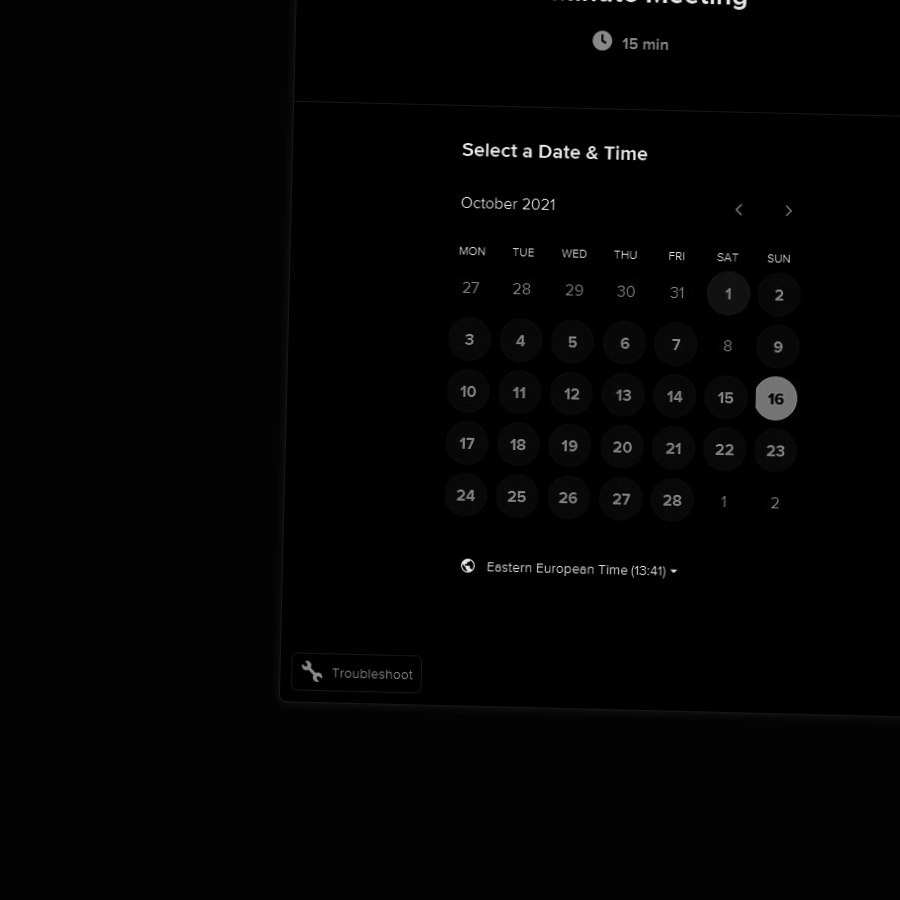 Meeting
15 min
Select a Date & Time
October 2021
MON TUE WED THU FRI SAT SUN
27 28 29 30 31 1 2
3 4 5 6 7 8 9
10 11 12 13 14 15 16
17 18 19 20 21 22 23
24 25 26 27 28 1 2
Eastern European Time (13:41)
Troubleshoot